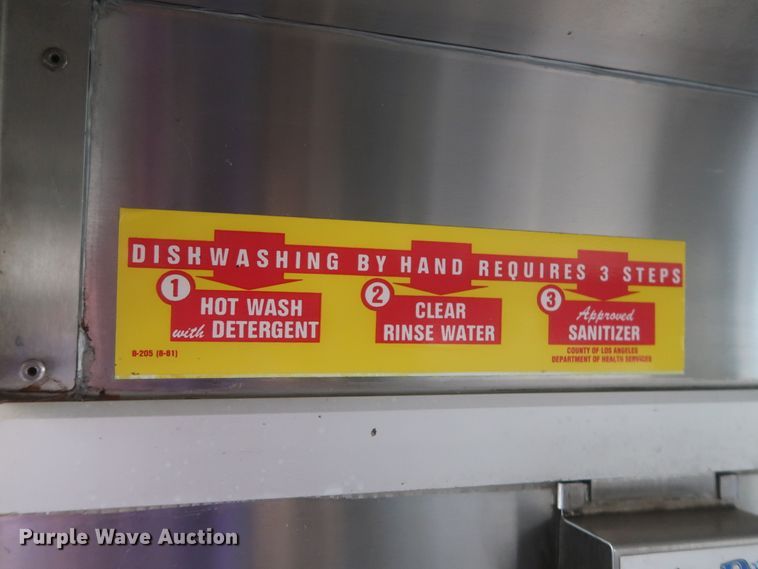 DISHWASHING BY HAND REQUIRES 3 STEPS
1
HOT WASH
with DETERGENT
2
CLEAR
RINSE WATER
3
Approved
SANITIZER
COUNTY OF LOS ANGELES
DEPARTMENT OF HEALTH SERVICES
B-205 (8-81)
Purple Wave Auction